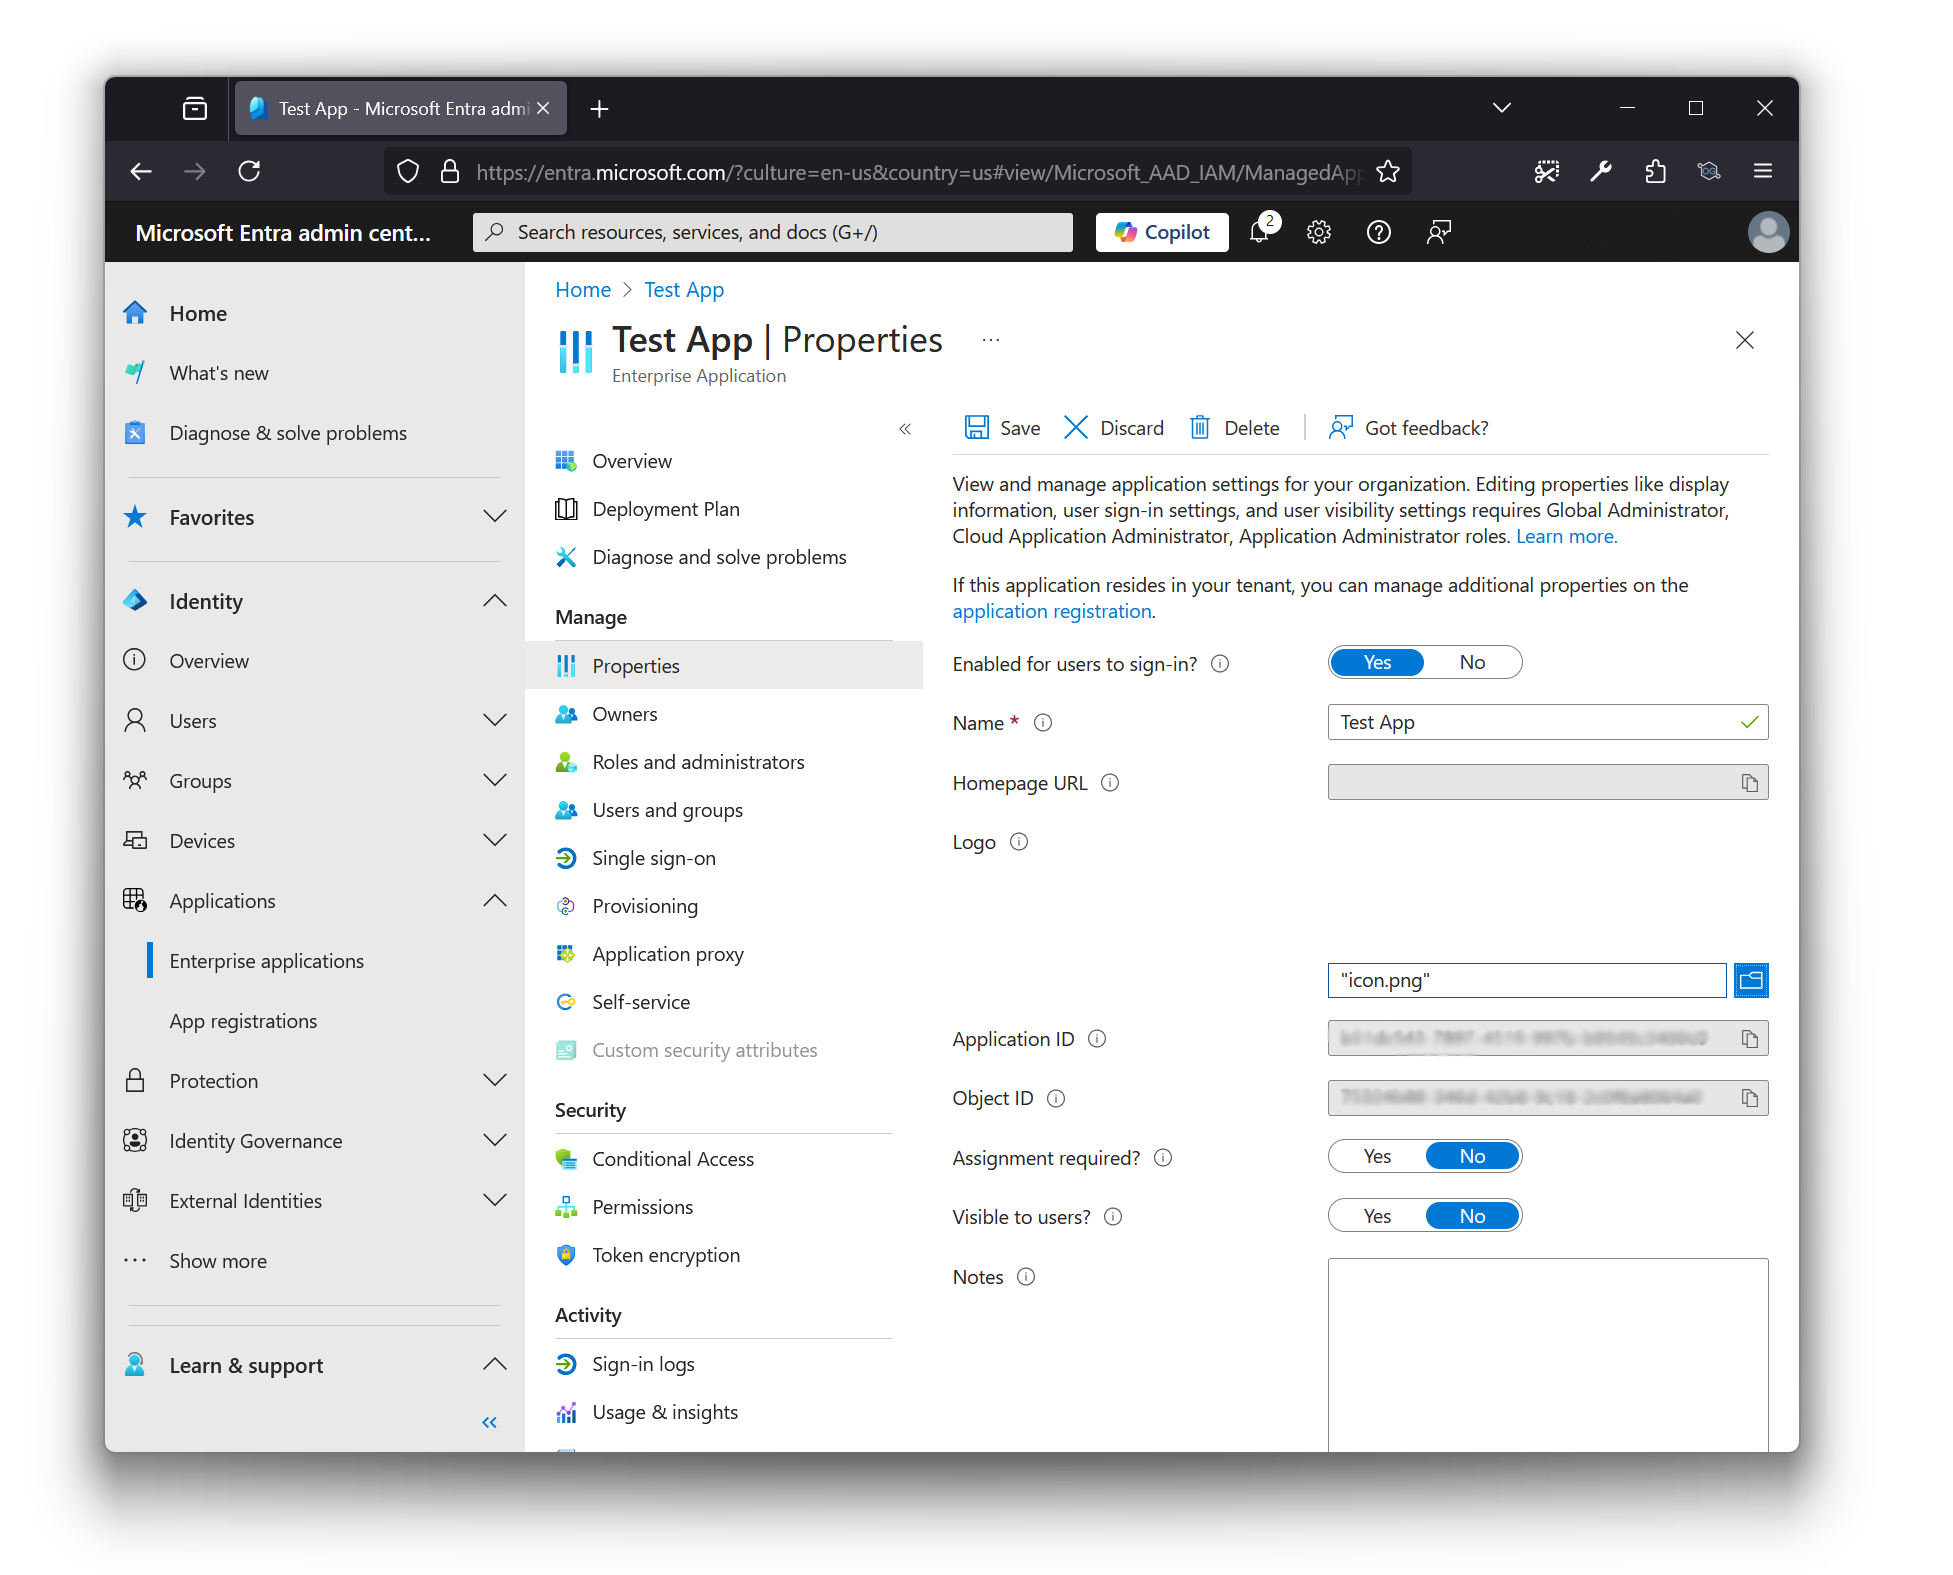 Test App - Microsoft Entra admi
https://entra.microsoft.com/?culture=en-us&country=us#view/Microsoft_AAD_IAM/ManagedApp
Microsoft Entra admin cent...
Search resources, services, and docs (G+/)
Copilot
2
Home
What's new
Diagnose & solve problems
Favorites
Identity
Overview
Users
Groups
Devices
Applications
Enterprise applications
App registrations
Protection
Identity Governance
External Identities
Show more
Learn & support
Home > Test App
Test App | Properties
Enterprise Application
Overview
Deployment Plan
Diagnose and solve problems
Manage
Properties
Owners
Roles and administrators
Users and groups
Single sign-on
Provisioning
Application proxy
Self-service
Custom security attributes
Security
Conditional Access
Permissions
Token encryption
Activity
Sign-in logs
Usage & insights
Save Discard Delete Got feedback?
View and manage application settings for your organization. Editing properties like display
information, user sign-in settings, and user visibility settings requires Global Administrator,
Cloud Application Administrator, Application Administrator roles. Learn more.
If this application resides in your tenant, you can manage additional properties on the
application registration.
Enabled for users to sign-in? Yes No
Name * Test App
Homepage URL
Logo
"icon.png"
Application ID
Object ID
Assignment required? Yes No
Visible to users? Yes No
Notes